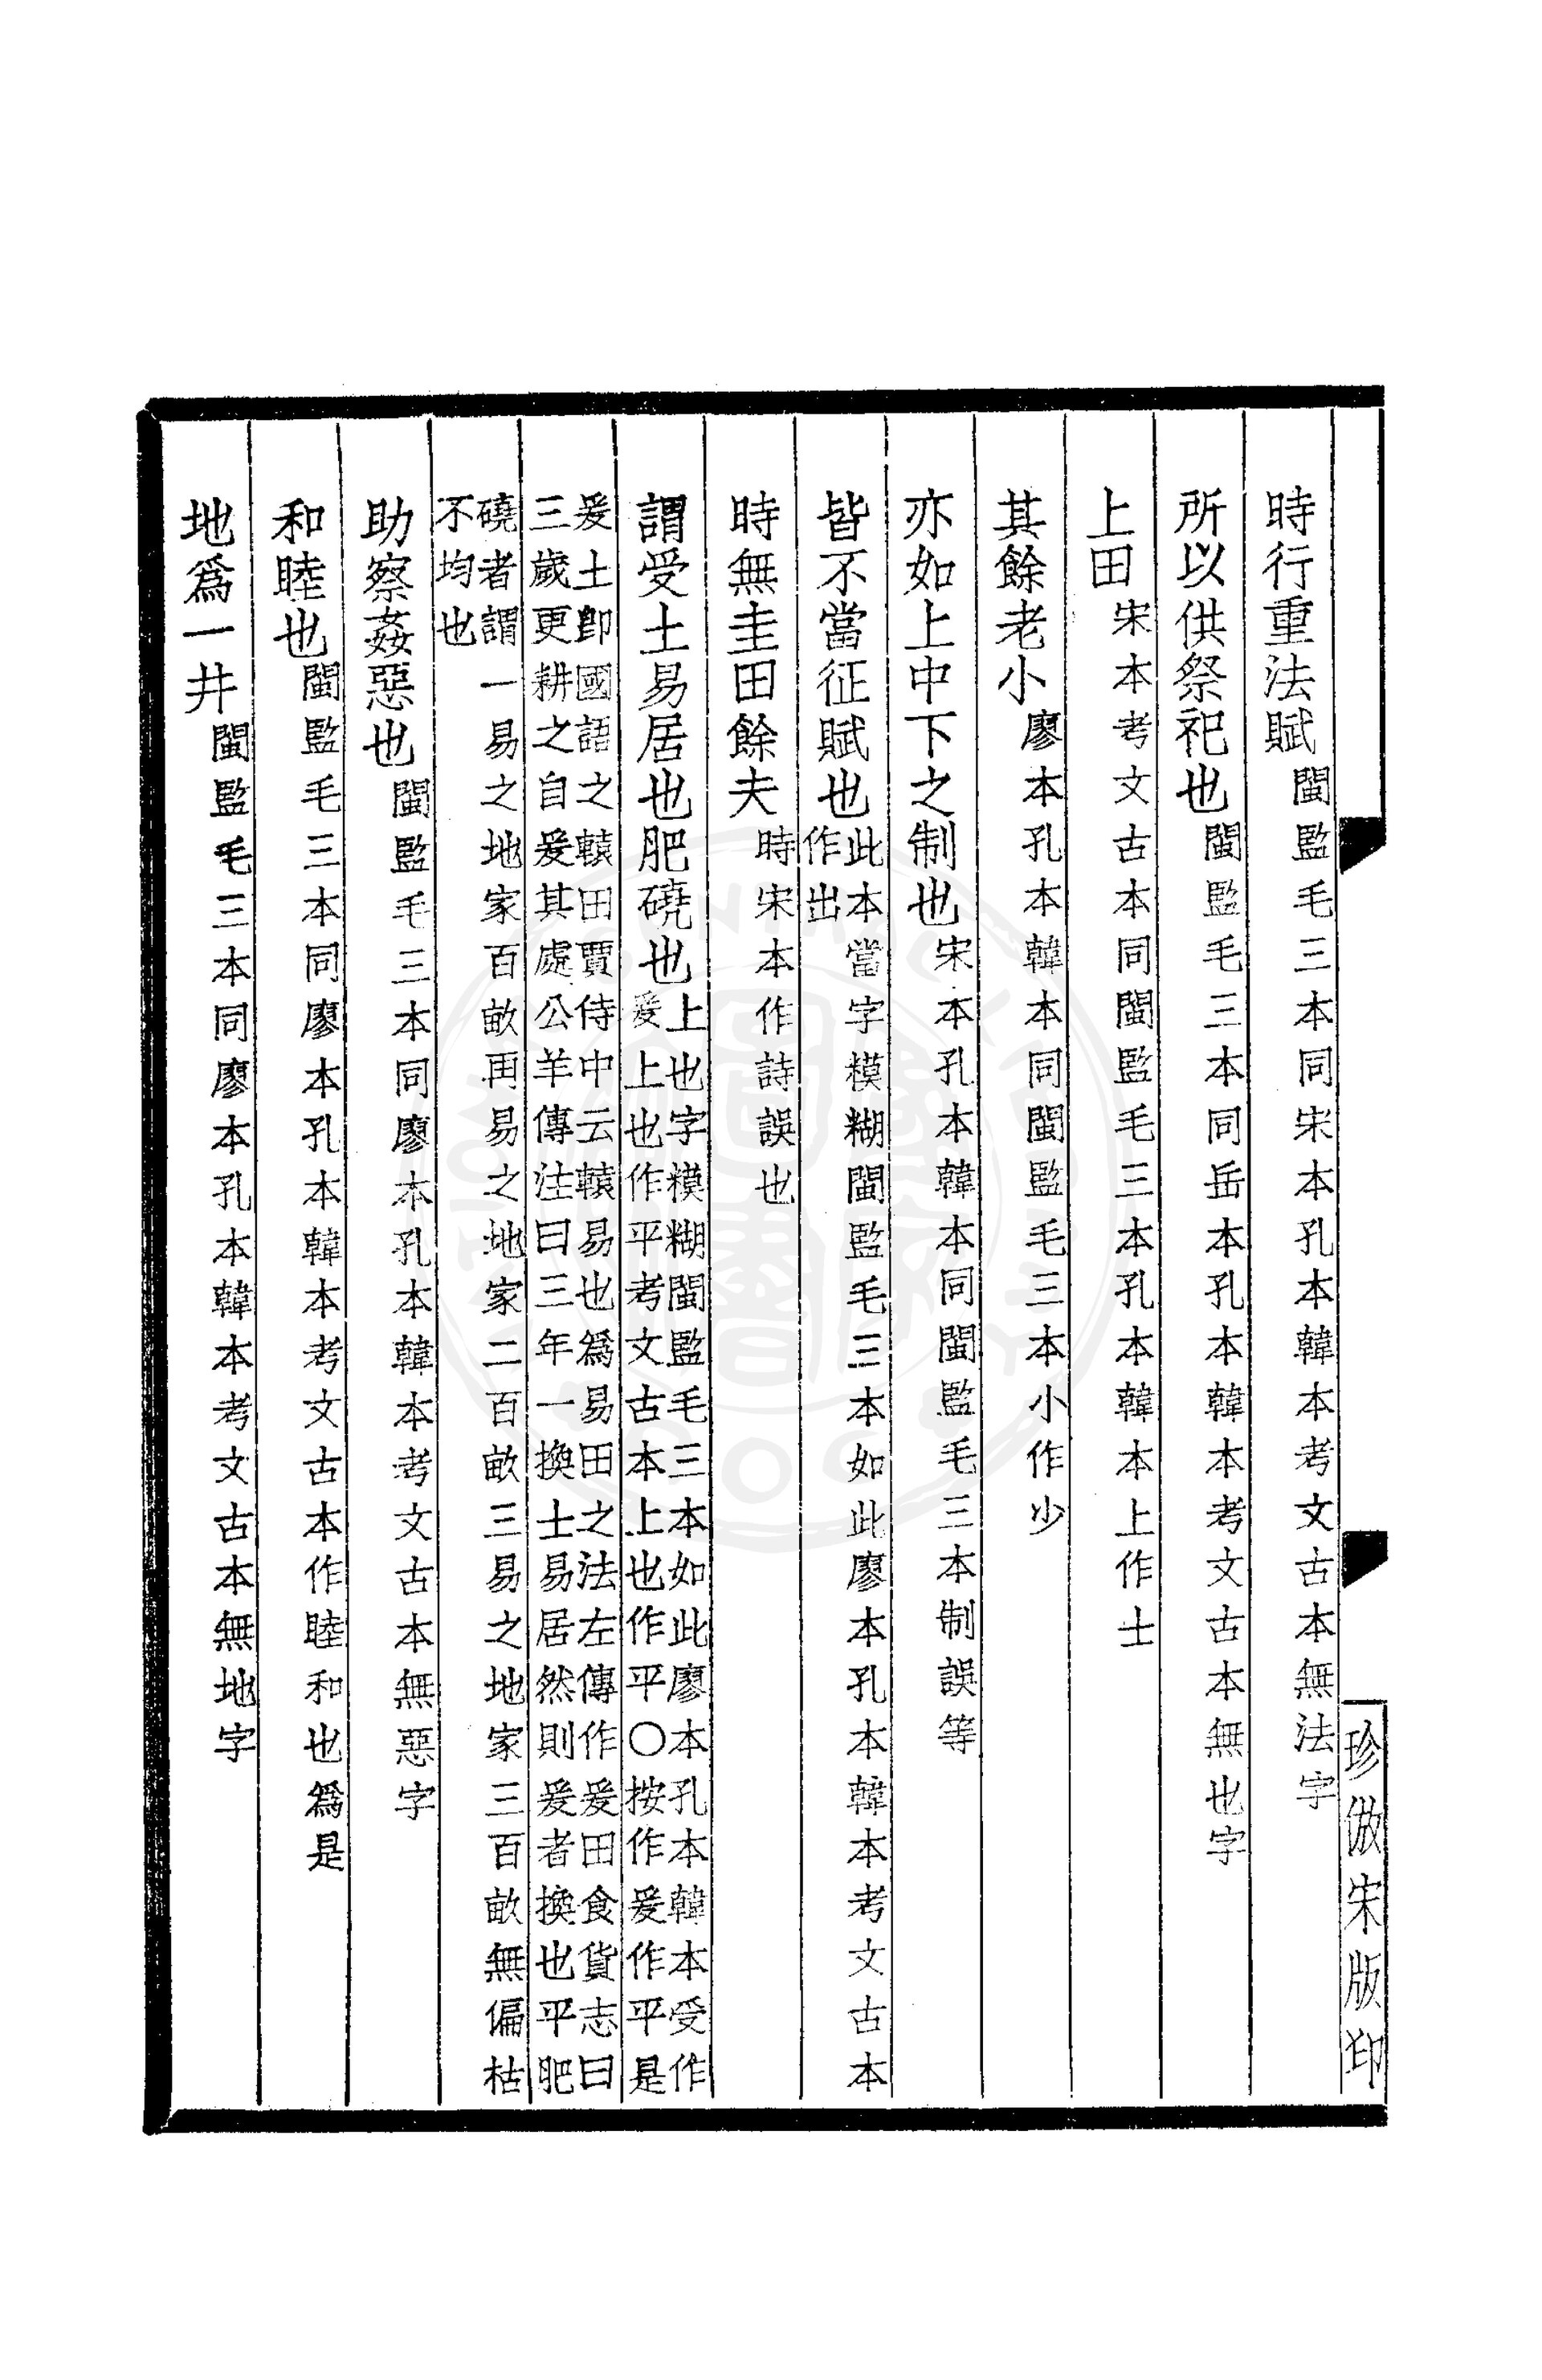 珍倣宋版印
時行重法賦閩監毛三本同宋本孔本韓本考文古本無法字
所以供祭祀也閩監毛三本同岳本孔本韓本考文古本無也字
上田宋本考文古本同閩監毛三本孔本韓本上作士
其餘老小廖本孔本韓本同閩監毛三本小作少
亦如上中下之制也宋本孔本韓本同閩監毛三本制誤等
皆不當征賦也此本當字模糊閩監毛三本如此廖本孔本韓本考文古本
作出
時無圭田餘夫時宋本作詩誤也
謂受土易居也肥磽也上也字模糊閩監毛三本如此廖本孔本韓本受作
爰上也作平考文古本上也作平○按作爰作平是
爰土卽國語之轅田賈侍中云轅易也爲易田之法左傳作爰田食貨志曰
三歲更耕之自爰其處公羊傳注曰三年一換土易居然則爰者換也平肥
磽者謂一易之地家百畝再易之地家二百畝三易之地家三百畝無偏枯
不均也
助察姦惡也閩監毛三本同廖本孔本韓本考文古本無惡字
和睦也閩監毛三本同廖本孔本韓本考文古本作睦和也爲是
地爲一井閩監毛三本同廖本孔本韓本考文古本無地字